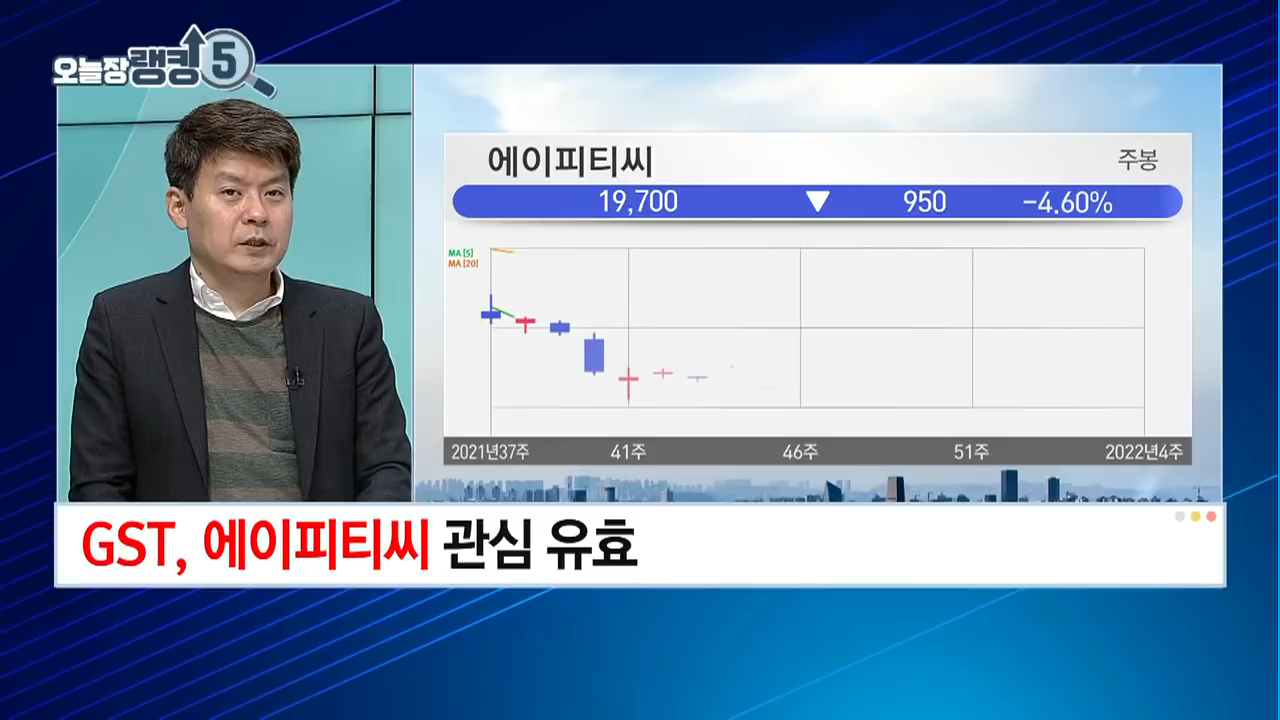 오늘장랭킹5
에이피티씨
주봉
19,700 ▼ 950 -4.60%
MA [5]
MA [20]
2021년37주 41주 46주 51주 2022년4주
GST, 에이피티씨 관심 유효